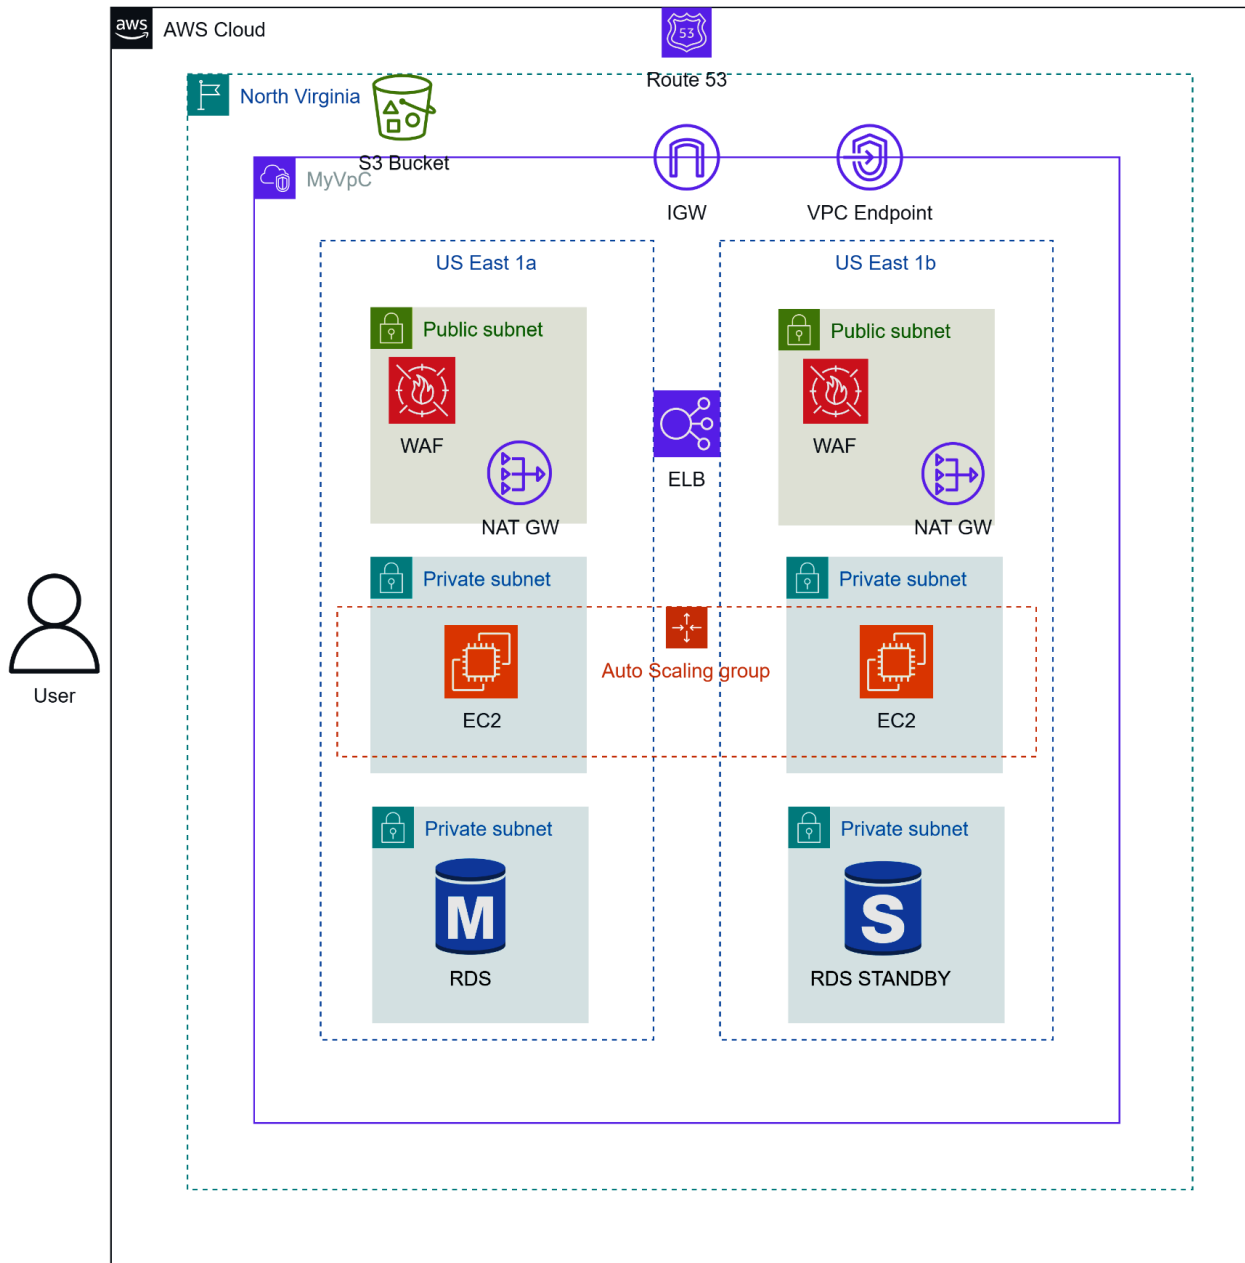 aws
AWS Cloud
53
Route 53
North Virginia
S3 Bucket
MyVpC
IGW
VPC Endpoint
US East 1a
US East 1b
Public subnet
Public subnet
WAF
WAF
ELB
NAT GW
NAT GW
Private subnet
Private subnet
Auto Scaling group
User
EC2
EC2
Private subnet
Private subnet
M
S
RDS
RDS STANDBY